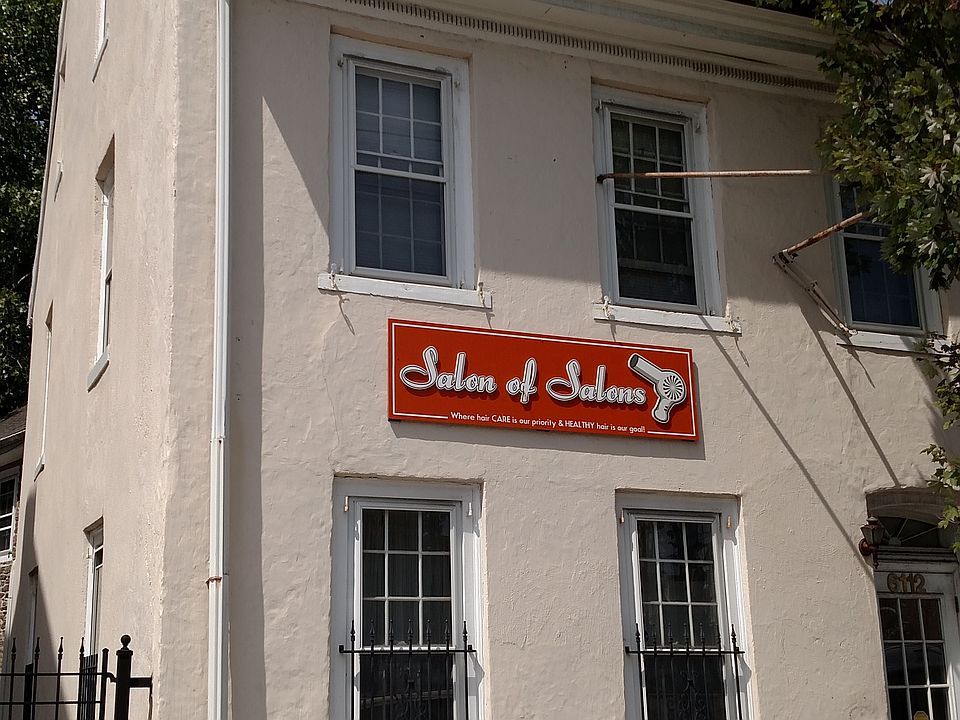 Salon of Salons
Where hair CARE is our priority & HEALTHY hair is our goal!
6112